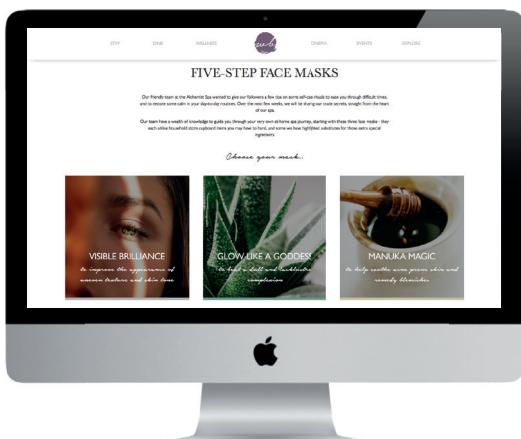 STAY DINE WELLNESS wb CINEMA EVENTS EXPLORE
FIVE-STEP FACE MASKS
Our friendly team at the Alchemist Spa wanted to give our followers a few tips on some self-care rituals to ease you through difficult times,
and to restore some calm in your day-to-day routines. Over the next few weeks, we will be sharing our trade secrets, straight from the heart
of our spa.
Our team have a wealth of knowledge to guide you through your very own at-home spa journey, starting with these three face masks - they
each utilise household store cupboard items you may have to hand, and some we have highlighted substitutes for those extra special
ingredients.
Choose your mask..
VISIBLE BRILLIANCE
to improve the appearance of
uneven texture and skin tone
GLOW LIKE A GODDESS
to treat a dull and lacklustre
complexion
MANUKA MAGIC
to help soothe acne prone skin and
remedy blemishes